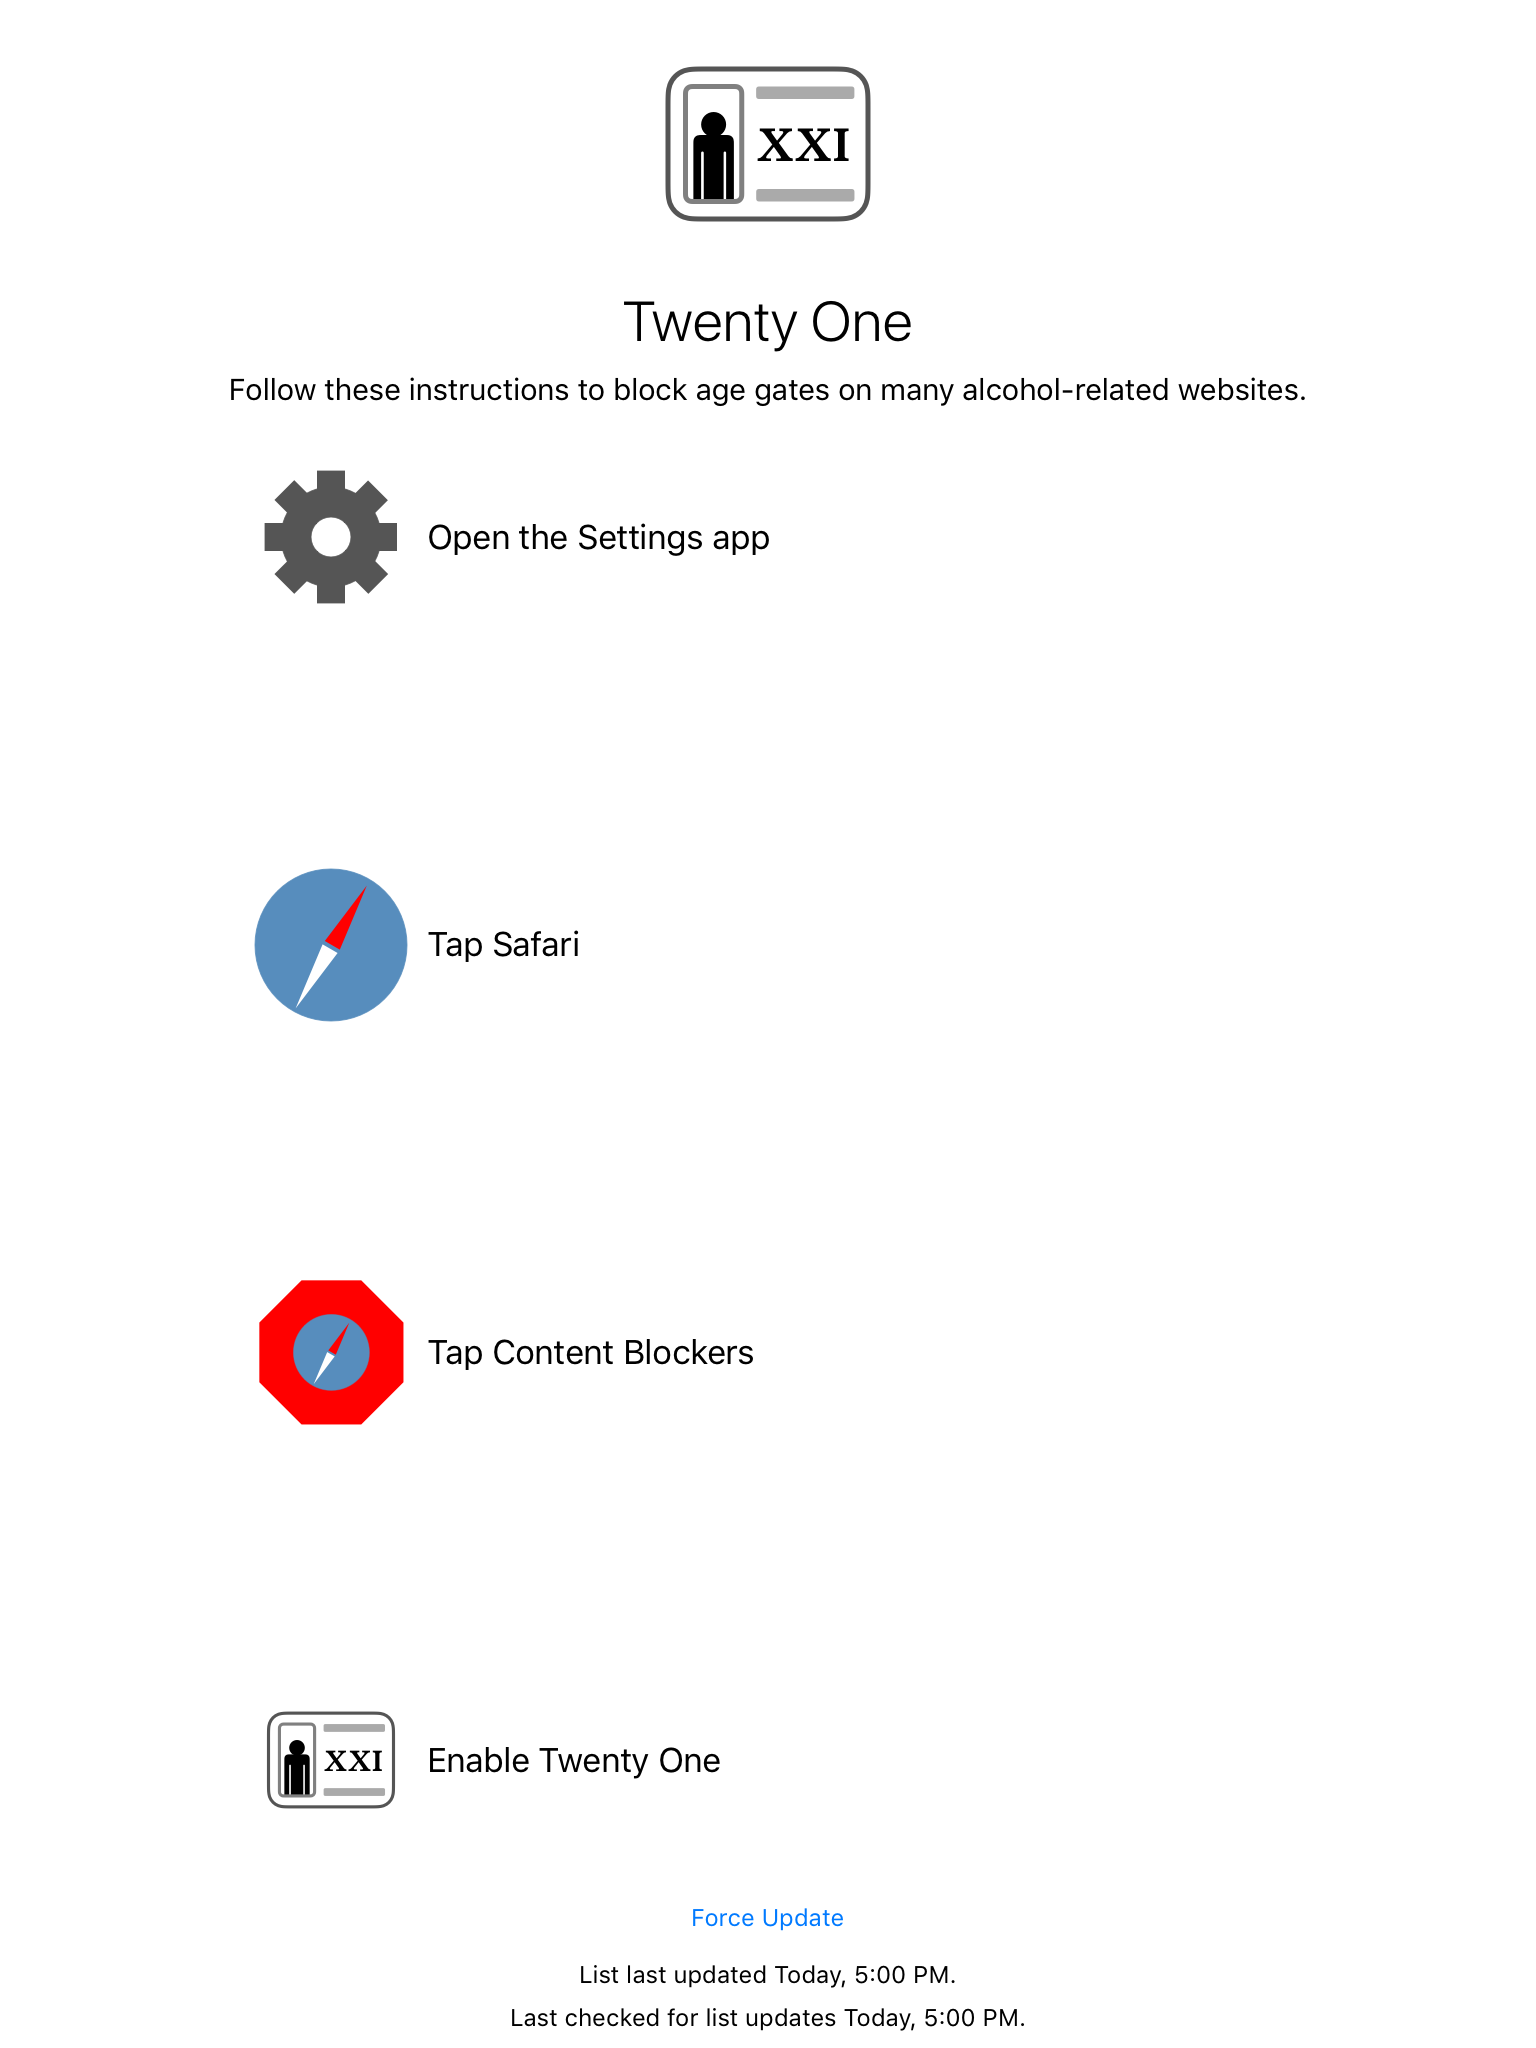 XXI
Twenty One
Follow these instructions to block age gates on many alcohol-related websites.
Open the Settings app
Tap Safari
Tap Content Blockers
XXI
Enable Twenty One
Force Update
List last updated Today, 5:00 PM.
Last checked for list updates Today, 5:00 PM.